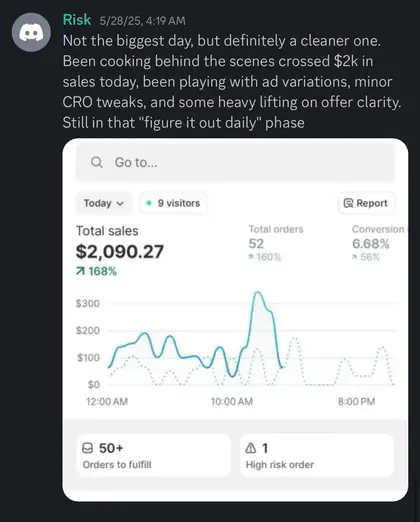 Risk 5/28/25, 4:19 AM
Not the biggest day, but definitely a cleaner one.
Been cooking behind the scenes crossed $2k in
sales today, been playing with ad variations, minor
CRO tweaks, and some heavy lifting on offer clarity.
Still in that "figure it out daily" phase
Go to...
Today 9 visitors Report
Total sales Total orders Conversion
$2,090.27 52 6.68%
168% 160% 56%
$300
$200
$100
$0
12:00 AM 10:00 AM 8:00 PM
50+ 1
Orders to fulfill High risk order